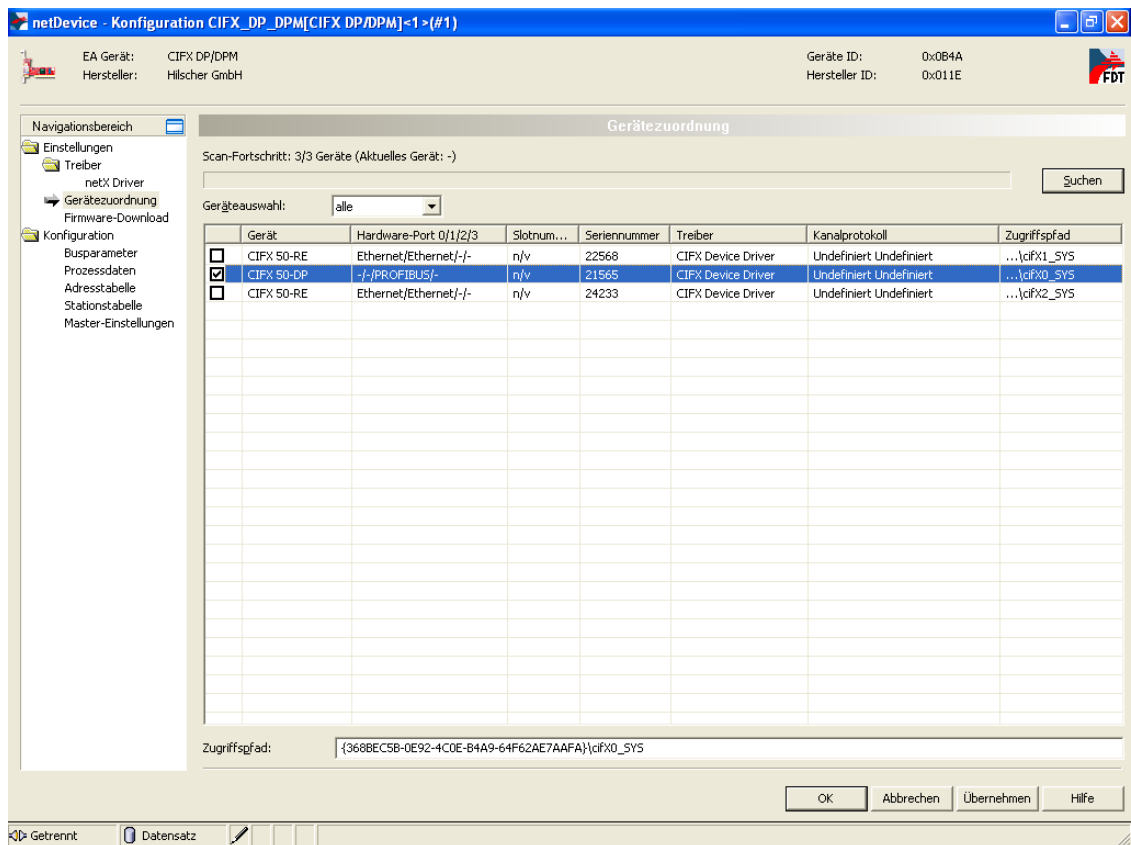 netDevice - Konfiguration CIFX_DP_DPM[CIFX DP/DPM]<1>(#1)
EA Gerät: CIFX DP/DPM Geräte ID: 0x0B4A
Hersteller: Hilscher GmbH Hersteller ID: 0x011E
FDT
Navigationsbereich
Einstellungen
Treiber
netX Driver
Gerätezuordnung
Firmware-Download
Konfiguration
Busparameter
Prozessdaten
Adresstabelle
Stationstabelle
Master-Einstellungen
Gerätezuordnung
Scan-Fortschritt: 3/3 Geräte (Aktuelles Gerät: -)
Suchen
Geräteauswahl: alle
Gerät Hardware-Port 0/1/2/3 Slotnum... Seriennummer Treiber Kanalprotokoll Zugriffspfad
CIFX 50-RE Ethernet/Ethernet/-/- n/v 22568 CIFX Device Driver Undefiniert Undefiniert ...\cifX1_SYS
CIFX 50-DP -/-/PROFIBUS/- n/v 21565 CIFX Device Driver Undefiniert Undefiniert ...\cifX0_SYS
CIFX 50-RE Ethernet/Ethernet/-/- n/v 24233 CIFX Device Driver Undefiniert Undefiniert ...\cifX2_SYS
Zugriffspfad: {368BEC5B-0E92-4C0E-B4A9-64F62AE7AAFA}\cifX0_SYS
OK Abbrechen Übernehmen Hilfe
Getrennt Datensatz